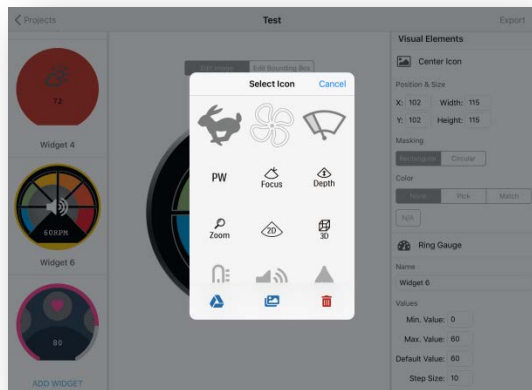 Projects
Test
Export
72
Widget 4
60RPM
Widget 6
80
ADD WIDGET
Edit Image
Edit Bounding Box
Select Icon
Cancel
PW
Focus
Depth
Zoom
2D
3D
Visual Elements
Center Icon
Position & Size
X: 102 Width: 115
Y: 102 Height: 115
Masking
Rectangular
Circular
Color
None
Pick
Match
N/A
Ring Gauge
Name
Widget 6
Values
Min. Value: 0
Max. Value: 60
Default Value: 60
Step Size: 10